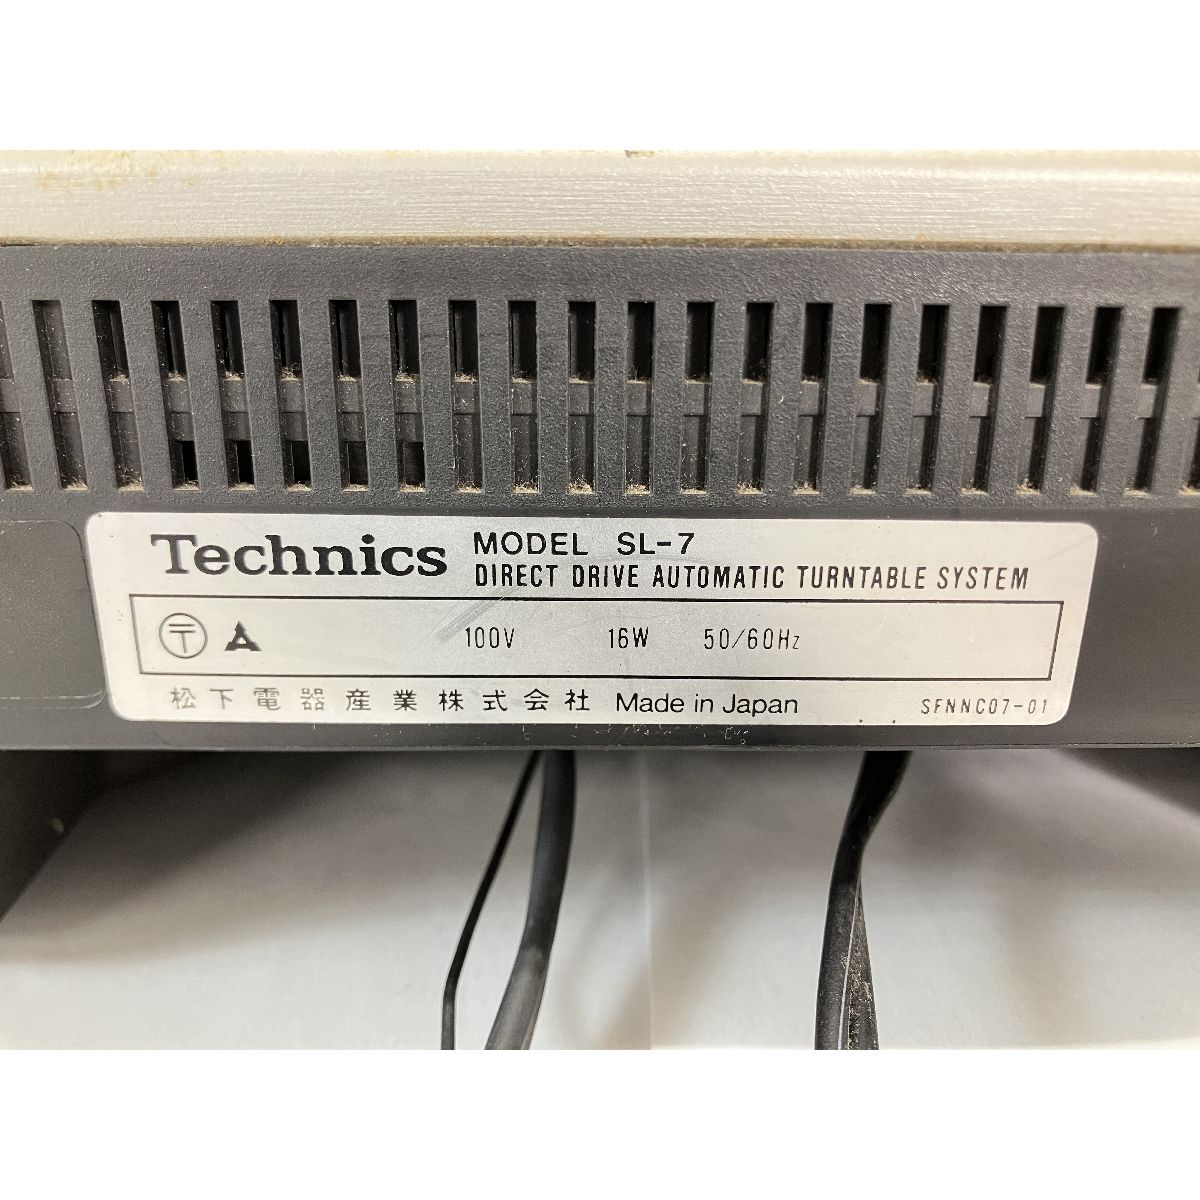 Technics MODEL SL-7
DIRECT DRIVE AUTOMATIC TURNTABLE SYSTEM
〒 A 100V 16W 50/60Hz
松下電器産業株式会社 Made in Japan SFNNC07-01